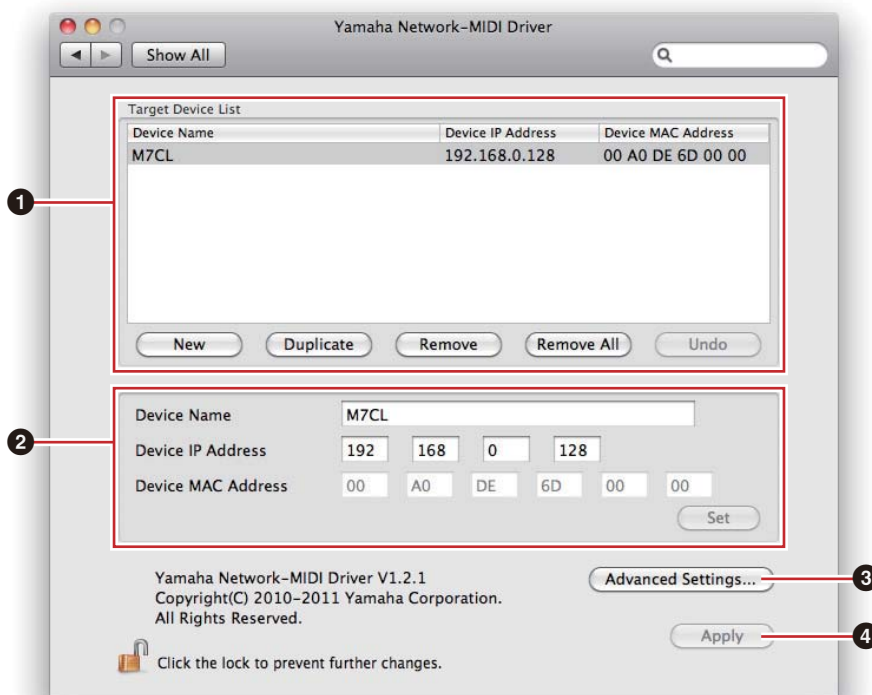 Yamaha Network-MIDI Driver
Show All
Target Device List
Device Name Device IP Address Device MAC Address
M7CL 192.168.0.128 00 A0 DE 6D 00 00
1
New Duplicate Remove Remove All Undo
Device Name M7CL
2
Device IP Address 192 168 0 128
Device MAC Address 00 A0 DE 6D 00 00
Set
Yamaha Network-MIDI Driver V1.2.1
Advanced Settings... 3
Copyright(C) 2010-2011 Yamaha Corporation.
All Rights Reserved.
Apply 4
Click the lock to prevent further changes.